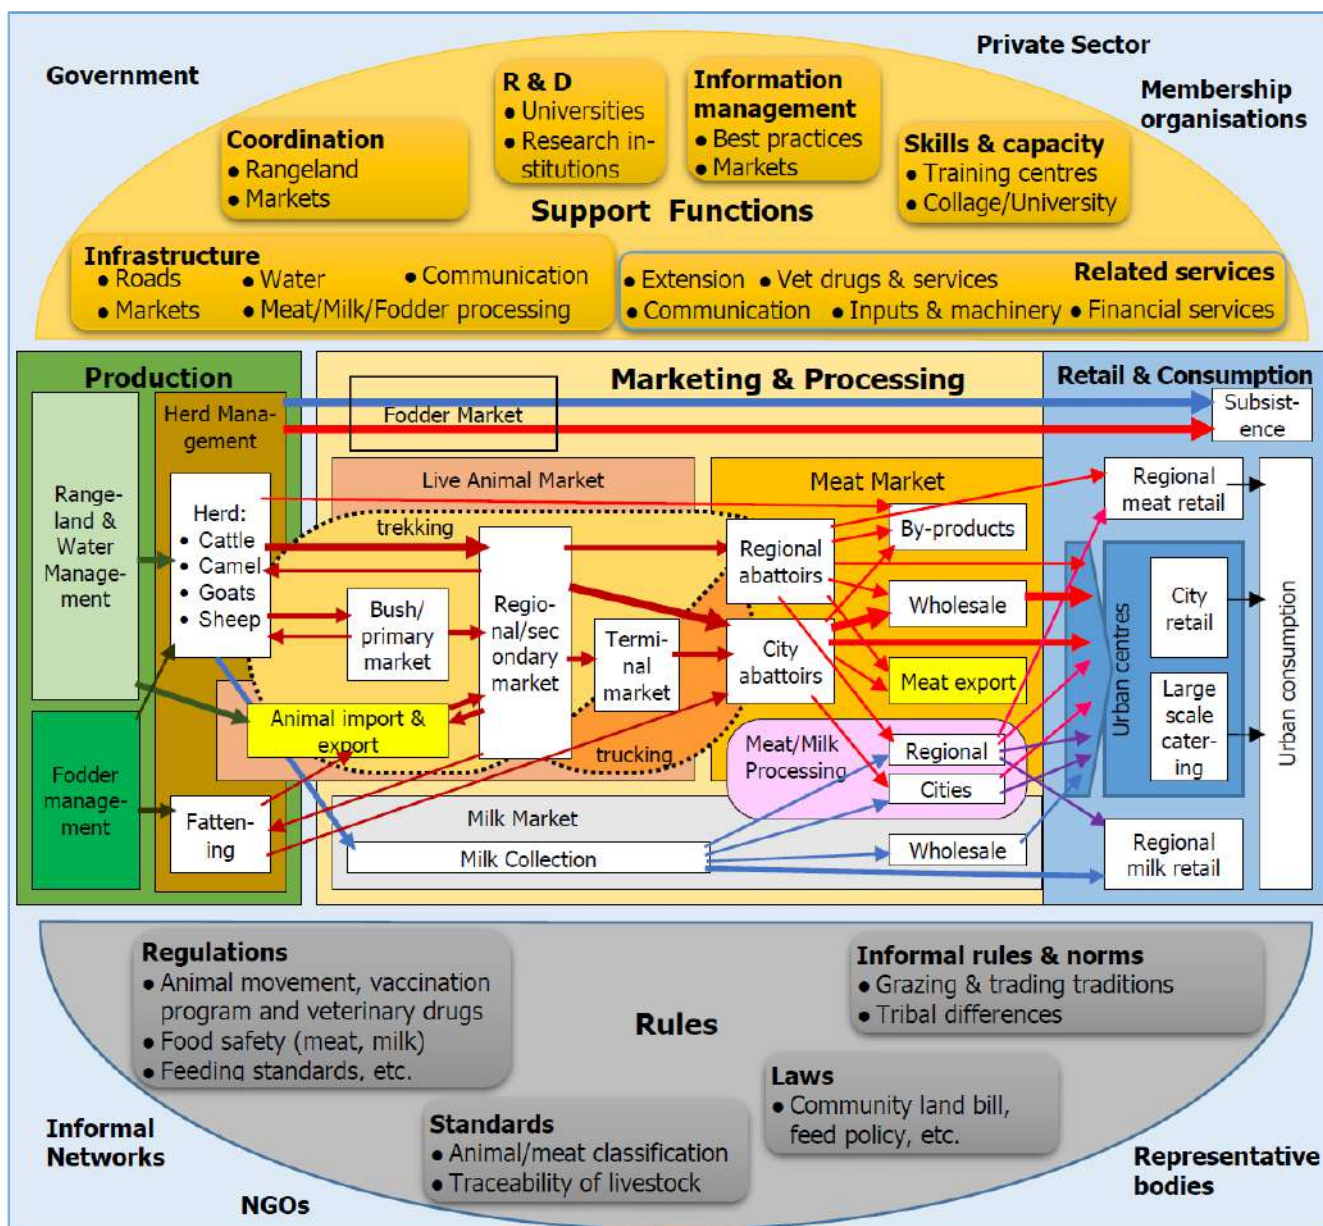 Government
Private Sector
Membership
organisations
R & D
● Universities
● Research in-
stitutions
Information
management
● Best practices
● Markets
Coordination
● Rangeland
● Markets
Skills & capacity
● Training centres
● Collage/University
Support Functions
Infrastructure
● Roads
● Water
● Communication
● Markets
● Meat/Milk/Fodder processing
Related services
● Extension
● Vet drugs & services
● Communication
● Inputs & machinery
● Financial services
Production
Marketing & Processing
Retail & Consumption
Herd Mana-
gement
Fodder Market
Subsist-
ence
Range-
land &
Water
Manage-
ment
Herd:
• Cattle
• Camel
• Goats
• Sheep
Live Animal Market
Meat Market
Regional
meat retail
trekking
Bush/
primary
market
Regio-
nal/sec
ondary
market
Termi-
nal
market
Regional
abattoirs
City
abattoirs
By-products
Wholesale
Meat export
Urban centres
City
retail
Large
scale
cater-
ing
Urban consumption
Animal import &
export
trucking
Meat/Milk
Processing
Regional
Cities
Fodder
manage-
ment
Fatten-
ing
Milk Market
Milk Collection
Wholesale
Regional
milk retail
Regulations
● Animal movement, vaccination
program and veterinary drugs
● Food safety (meat, milk)
● Feeding standards, etc.
Rules
Informal rules & norms
● Grazing & trading traditions
● Tribal differences
Laws
● Community land bill,
feed policy, etc.
Standards
● Animal/meat classification
● Traceability of livestock
Informal
Networks
NGOs
Representative
bodies